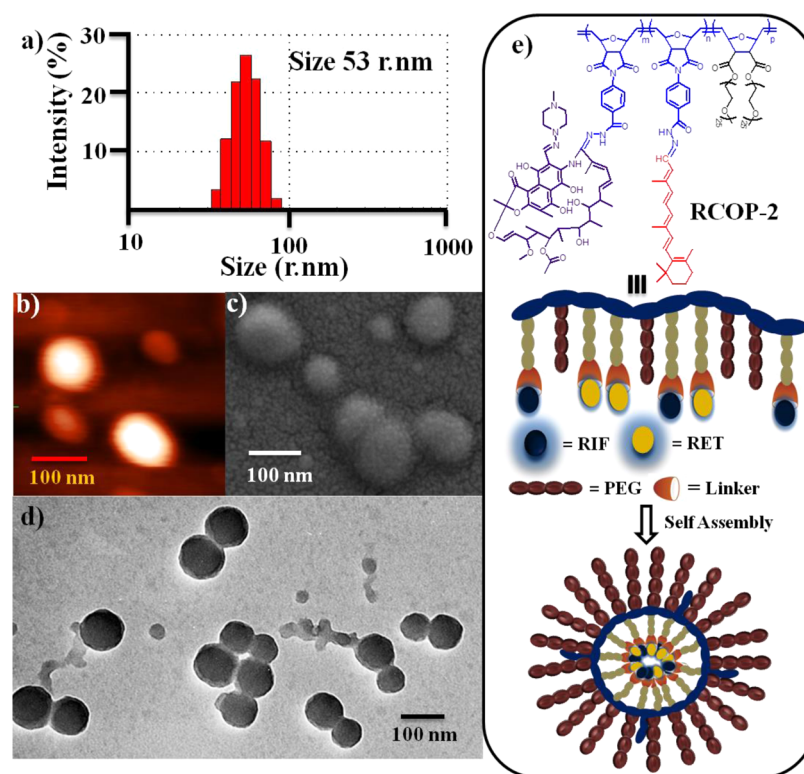 a)
30
20
10
Intensity (%)
Size 53 r.nm
10
100
1000
Size (r.nm)
b)
100 nm
c)
100 nm
d)
100 nm
e)
RCOP-2
= RIF
= RET
= PEG
= Linker
Self Assembly